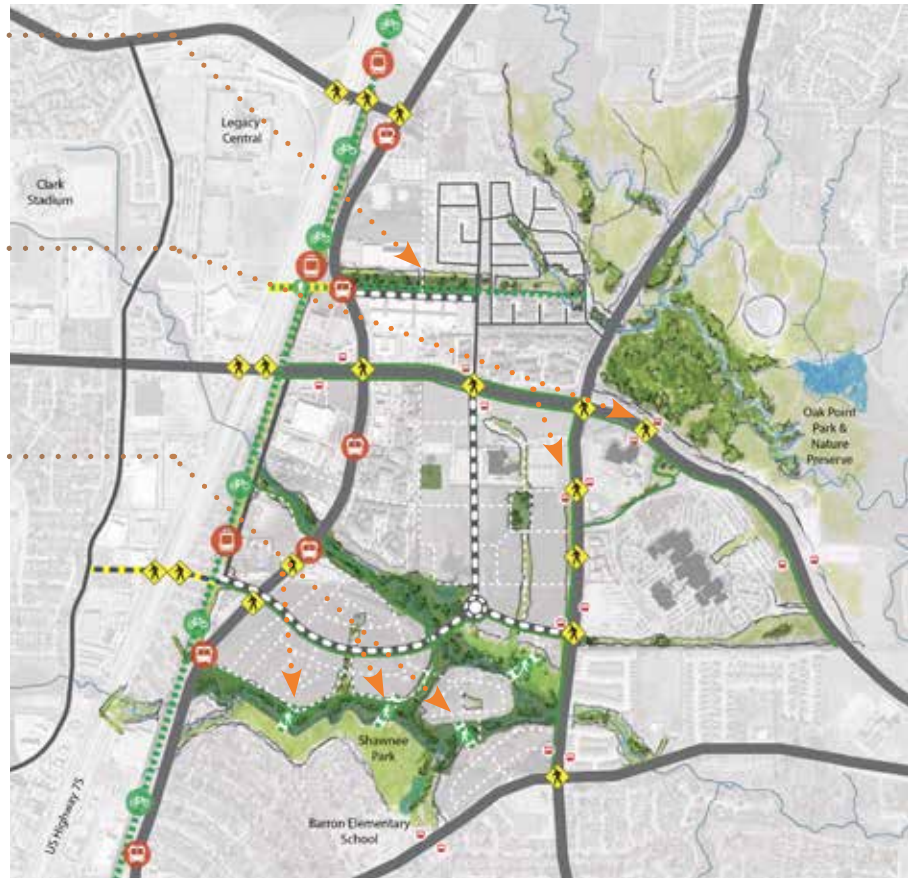 Legacy
Central
Clark
Stadium
Oak Point
Park &
Nature
Preserve
Shawnee
Park
US Highway 75
Barron Elementary
School